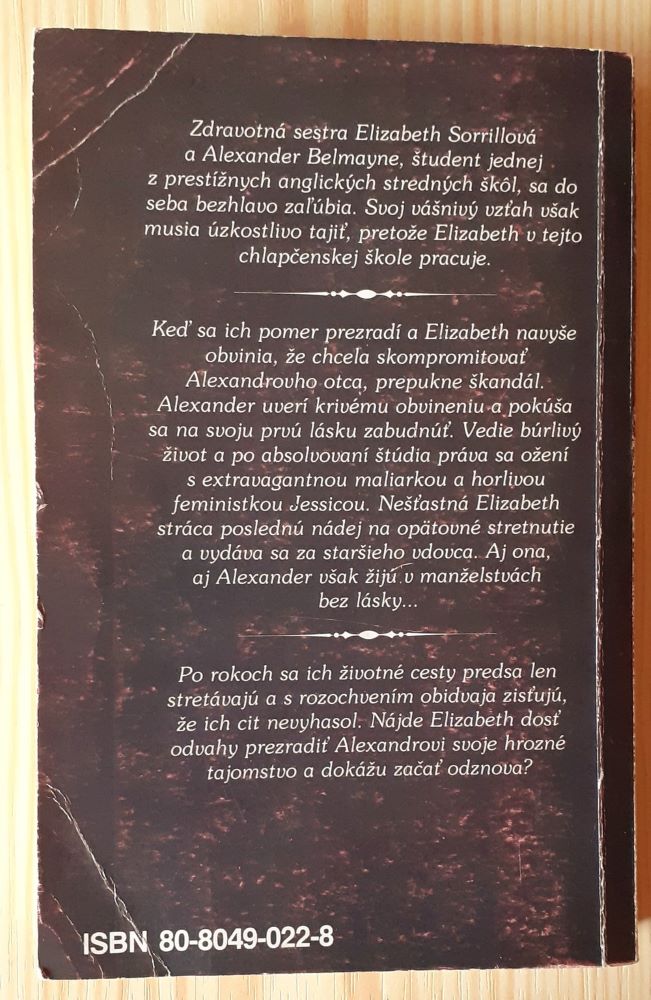 Zdravotná sestra Elizabeth Sorrillová
a Alexander Belmayne, študent jednej
z prestížnych anglických stredných škôl, sa do
seba bezhlavo zaľúbia. Svoj vášnivý vzťah však
musia úzkostlivo tajiť, pretože Elizabeth v tejto
chlapčenskej škole pracuje.
Keď sa ich pomer prezradí a Elizabeth navyše
obvinia, že chcela skompromitovať
Alexandrovho otca, prepukne škandál.
Alexander uverí krivému obvineniu a pokúša
sa na svoju prvú lásku zabudnúť. Vedie búrlivý
život a po absolvovaní štúdia práva sa ožení
s extravagantnou maliarkou a horlivou
feministkou Jessicou. Nešťastná Elizabeth
stráca poslednú nádej na opätovné stretnutie
a vydáva sa za staršieho vdovca. Aj ona,
aj Alexander však žijú v manželstvách
bez lásky...
Po rokoch sa ich životné cesty predsa len
stretávajú a s rozochvením obidvaja zisťujú,
že ich cit nevyhasol. Nájde Elizabeth dosť
odvahy prezradiť Alexandrovi svoje hrozné
tajomstvo a dokážu začať odznova?
ISBN 80-8049-022-8